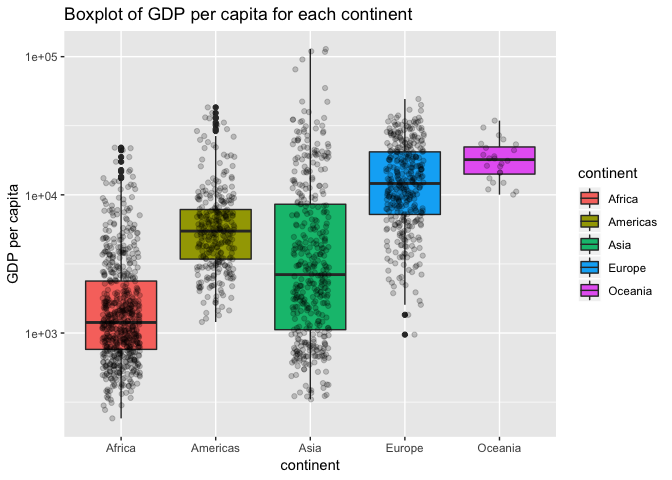 Boxplot of GDP per capita for each continent
GDP per capita
1e+05
1e+04
1e+03
Africa
Americas
Asia
Europe
Oceania
continent
continent
Africa
Americas
Asia
Europe
Oceania